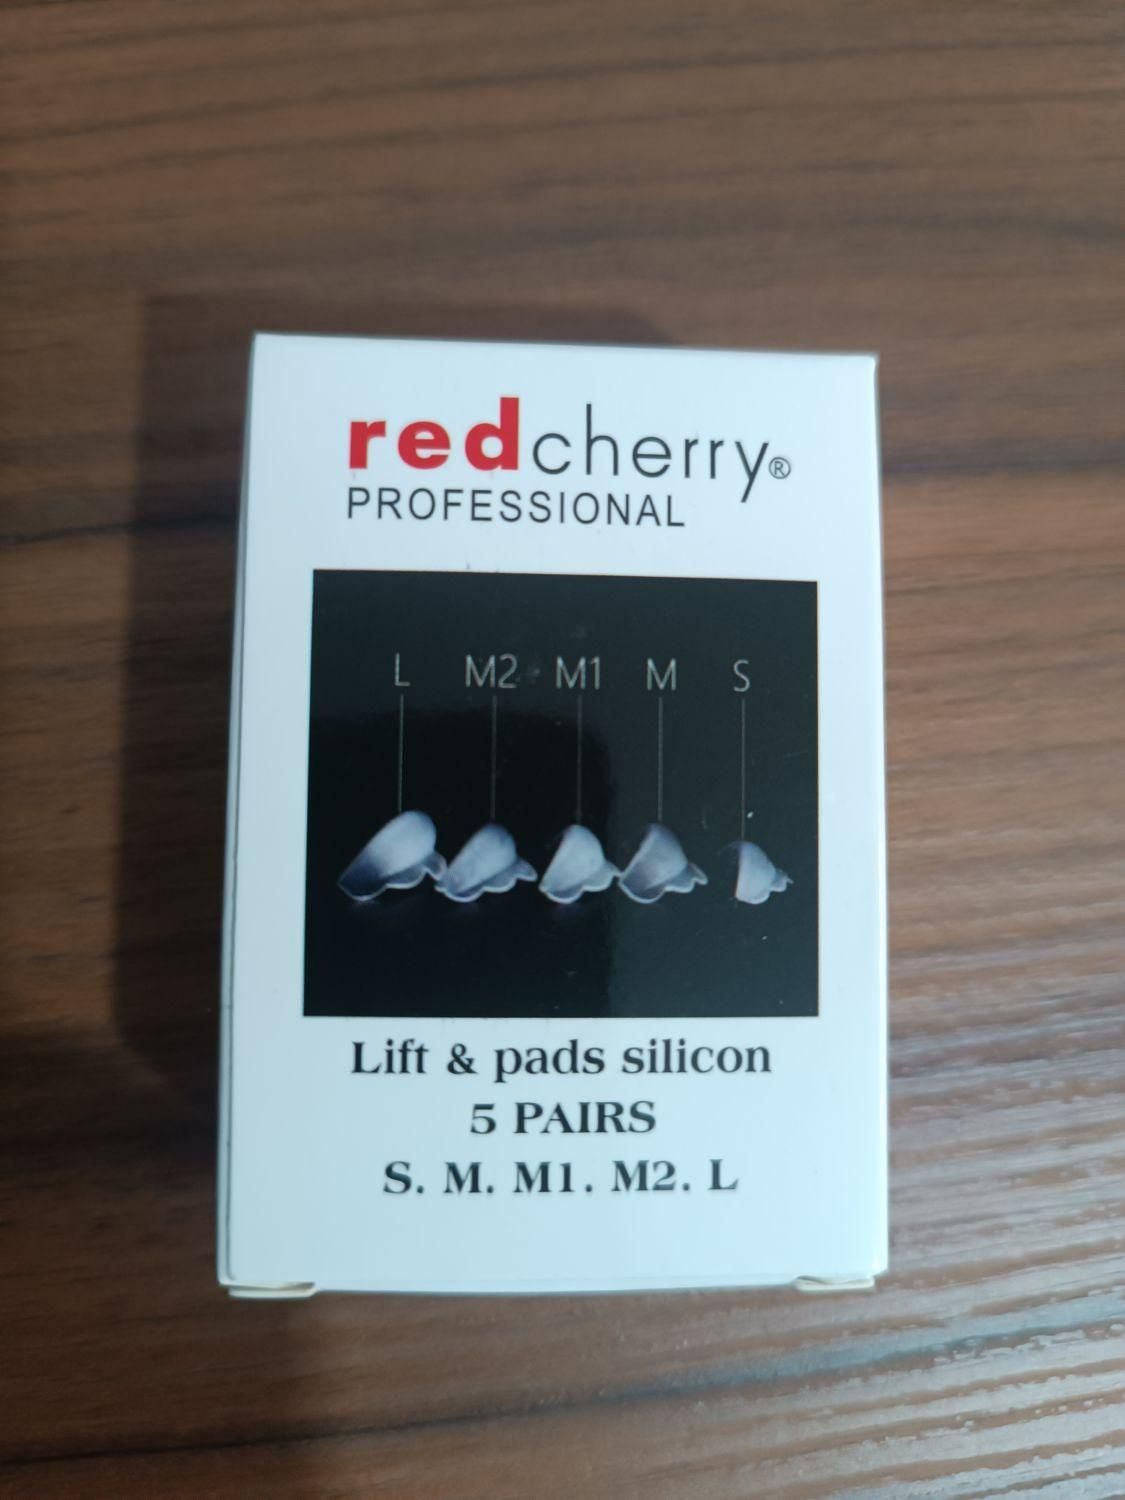 redcherry®
PROFESSIONAL
L M2 M1 M S
Lift & pads silicon
5 PAIRS
S. M. M1. M2. L